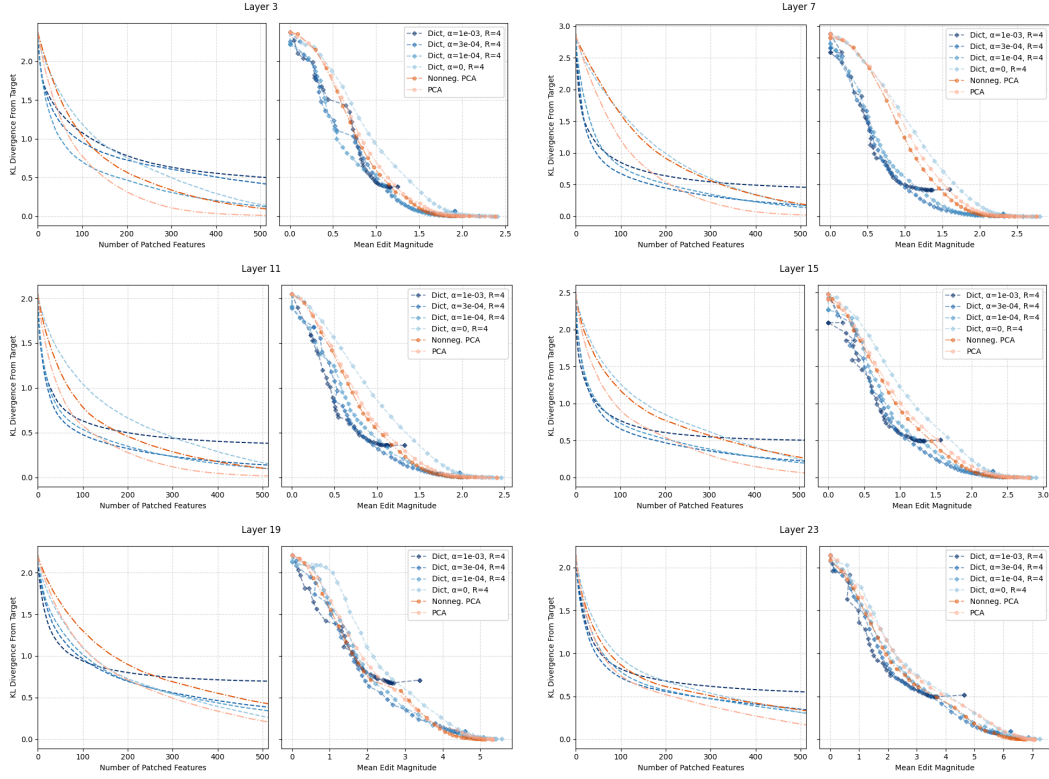 Layer 3
KL Divergence From Target
2.0
1.5
1.0
0.5
0.0
0
100
200
300
400
500
Number of Patched Features
Dict, α=1e-03, R=4
Dict, α=3e-04, R=4
Dict, α=1e-04, R=4
Dict, α=0, R=4
Nonneg. PCA
PCA
0.0
0.5
1.0
1.5
2.0
2.5
Mean Edit Magnitude
Layer 7
KL Divergence From Target
3.0
2.5
2.0
1.5
1.0
0.5
0.0
0
100
200
300
400
500
Number of Patched Features
Dict, α=1e-03, R=4
Dict, α=3e-04, R=4
Dict, α=1e-04, R=4
Dict, α=0, R=4
Nonneg. PCA
PCA
0.0
0.5
1.0
1.5
2.0
2.5
Mean Edit Magnitude
Layer 11
KL Divergence From Target
2.0
1.5
1.0
0.5
0.0
0
100
200
300
400
500
Number of Patched Features
Dict, α=1e-03, R=4
Dict, α=3e-04, R=4
Dict, α=1e-04, R=4
Dict, α=0, R=4
Nonneg. PCA
PCA
0.0
0.5
1.0
1.5
2.0
2.5
Mean Edit Magnitude
Layer 15
KL Divergence From Target
2.5
2.0
1.5
1.0
0.5
0.0
0
100
200
300
400
500
Number of Patched Features
Dict, α=1e-03, R=4
Dict, α=3e-04, R=4
Dict, α=1e-04, R=4
Dict, α=0, R=4
Nonneg. PCA
PCA
0.0
0.5
1.0
1.5
2.0
2.5
3.0
Mean Edit Magnitude
Layer 19
KL Divergence From Target
2.0
1.5
1.0
0.5
0.0
0
100
200
300
400
500
Number of Patched Features
Dict, α=1e-03, R=4
Dict, α=3e-04, R=4
Dict, α=1e-04, R=4
Dict, α=0, R=4
Nonneg. PCA
PCA
0
1
2
3
4
5
Mean Edit Magnitude
Layer 23
KL Divergence From Target
2.0
1.5
1.0
0.5
0.0
0
100
200
300
400
500
Number of Patched Features
Dict, α=1e-03, R=4
Dict, α=3e-04, R=4
Dict, α=1e-04, R=4
Dict, α=0, R=4
Nonneg. PCA
PCA
0
1
2
3
4
5
6
7
Mean Edit Magnitude